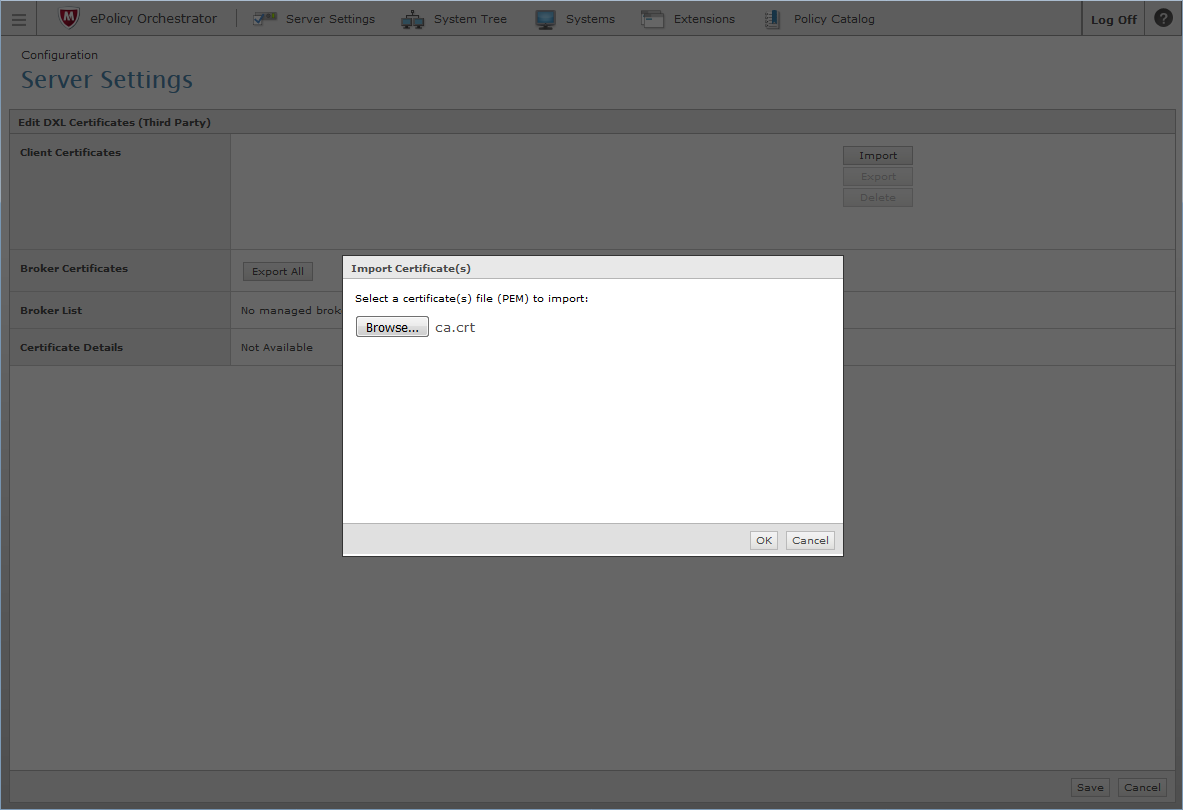 ePolicy Orchestrator Server Settings System Tree Systems Extensions Policy Catalog Log Off ?
Configuration
Server Settings
Edit DXL Certificates (Third Party)
Client Certificates
Import
Export
Delete
Broker Certificates Export All
Broker List No managed brok
Certificate Details Not Available
Import Certificate(s)
Select a certificate(s) file (PEM) to import:
Browse... ca.crt
OK Cancel
Save Cancel